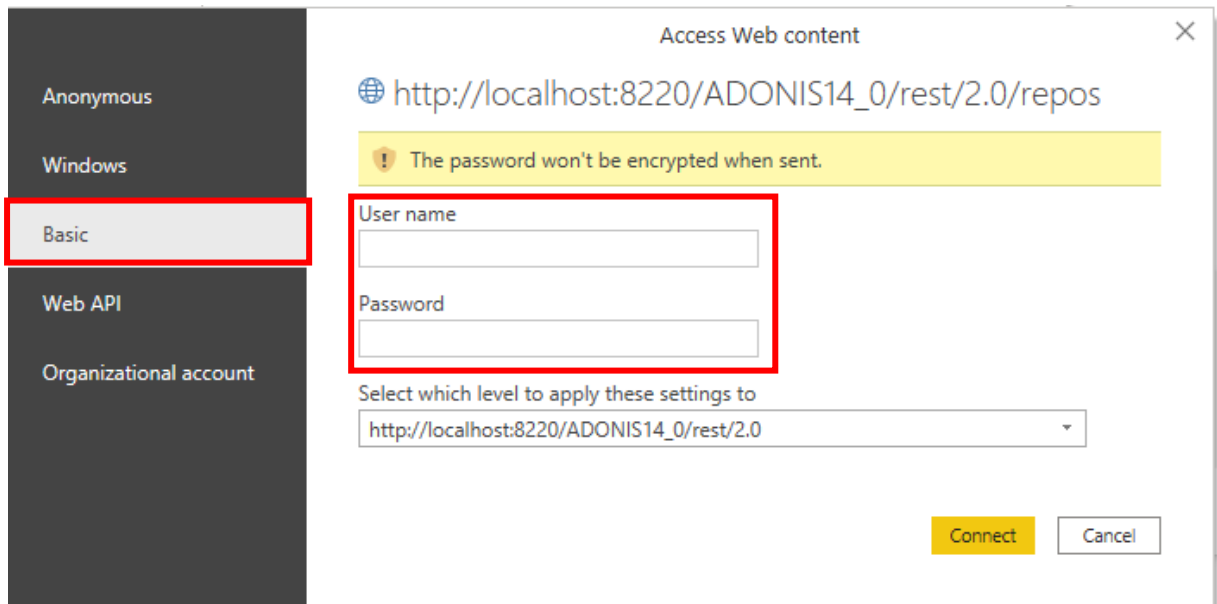 Access Web content
Anonymous
Windows
Basic
Web API
Organizational account
http://localhost:8220/ADONIS14_0/rest/2.0/repos
The password won't be encrypted when sent.
User name
Password
Select which level to apply these settings to
http://localhost:8220/ADONIS14_0/rest/2.0
Connect
Cancel